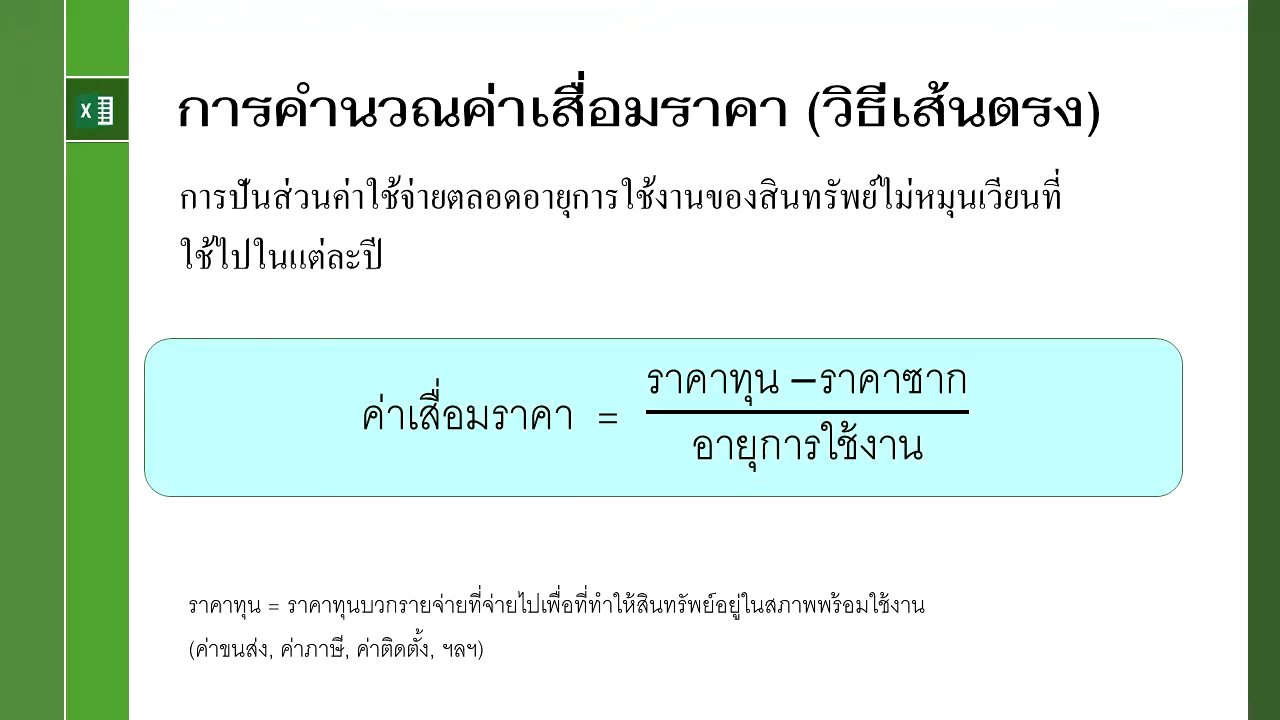 การคำนวณค่าเสื่อมราคา (วิธีเส้นตรง)
การปันส่วนค่าใช้จ่ายตลอดอายุการใช้งานของสินทรัพย์ไม่หมุนเวียนที่
ใช้ไปในแต่ละปี
ค่าเสื่อมราคา =
ราคาทุน –ราคาซาก
อายุการใช้งาน
ราคาทุน = ราคาทุนบวกรายจ่ายที่จ่ายไปเพื่อที่ทำให้สินทรัพย์อยู่ในสภาพพร้อมใช้งาน
(ค่าขนส่ง, ค่าภาษี, ค่าติดตั้ง, ฯลฯ)
X